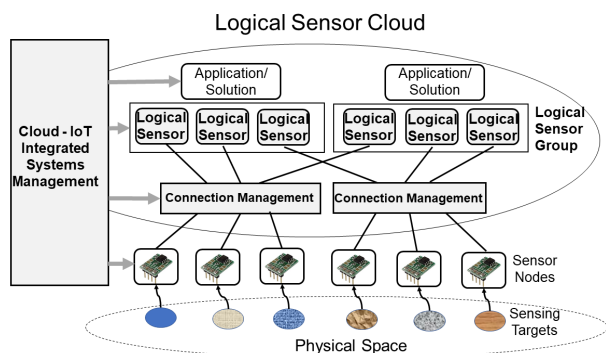 Logical Sensor Cloud
Application/
Solution
Application/
Solution
Logical
Sensor
Logical
Sensor
Logical
Sensor
Logical
Sensor
Logical
Sensor
Logical
Sensor
Logical
Sensor
Group
Cloud - IoT
Integrated
Systems
Management
Connection Management
Connection Management
Sensor
Nodes
Sensing
Targets
Physical Space